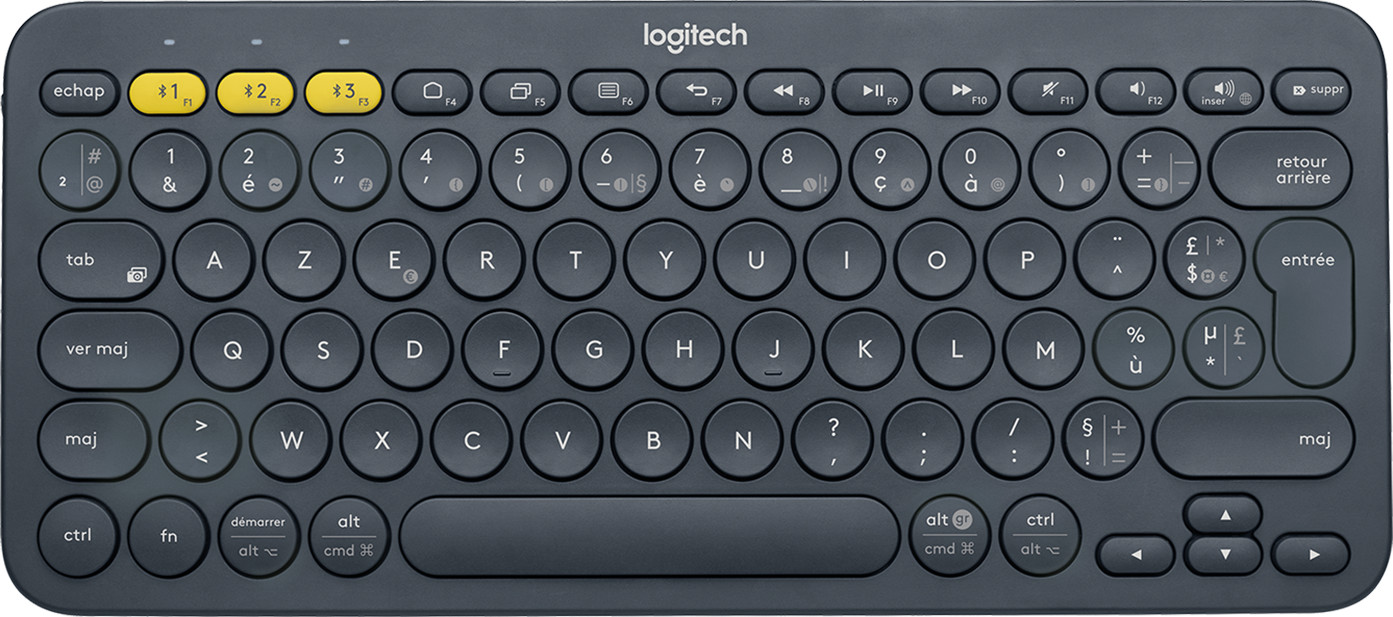 logitech
echap 1 F1 2 F2 3 F3 F4 F5 F6 F7 F8 F9 F10 F11 F12 inser suppr
# 1 2 3 4 5 6 7 8 9 0 ° + —
² @ & é ~ " # ' { ( [ - | § è ` _ \ ! ç ^ à @ ) ] = } -
retour
arrière
tab A Z E € R T Y U I O P ¨ ^ £ * $ ¤ € entrée
ver maj Q S D F G H J K L M % ù µ £ * `
maj > < W X C V B N ? , . ; / : § + ! = maj
ctrl fn démarrer alt ⌥ alt cmd ⌘ alt gr cmd ⌘ ctrl alt ⌥ ▲
◀ ▼ ▶